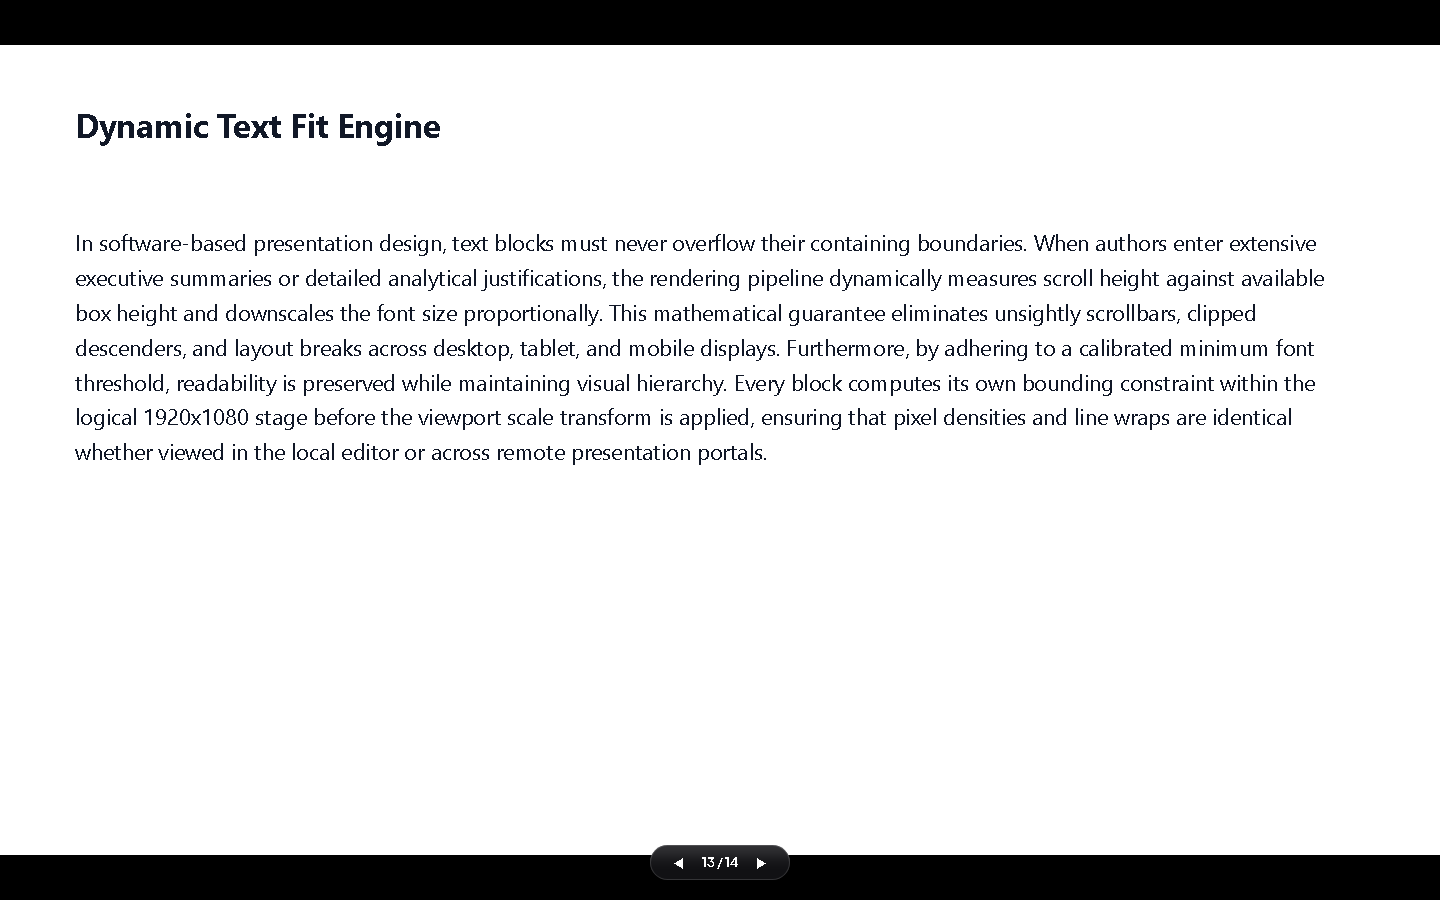 Dynamic Text Fit Engine
In software-based presentation design, text blocks must never overflow their containing boundaries. When authors enter extensive
executive summaries or detailed analytical justifications, the rendering pipeline dynamically measures scroll height against available
box height and downscales the font size proportionally. This mathematical guarantee eliminates unsightly scrollbars, clipped
descenders, and layout breaks across desktop, tablet, and mobile displays. Furthermore, by adhering to a calibrated minimum font
threshold, readability is preserved while maintaining visual hierarchy. Every block computes its own bounding constraint within the
logical 1920x1080 stage before the viewport scale transform is applied, ensuring that pixel densities and line wraps are identical
whether viewed in the local editor or across remote presentation portals.
13/14